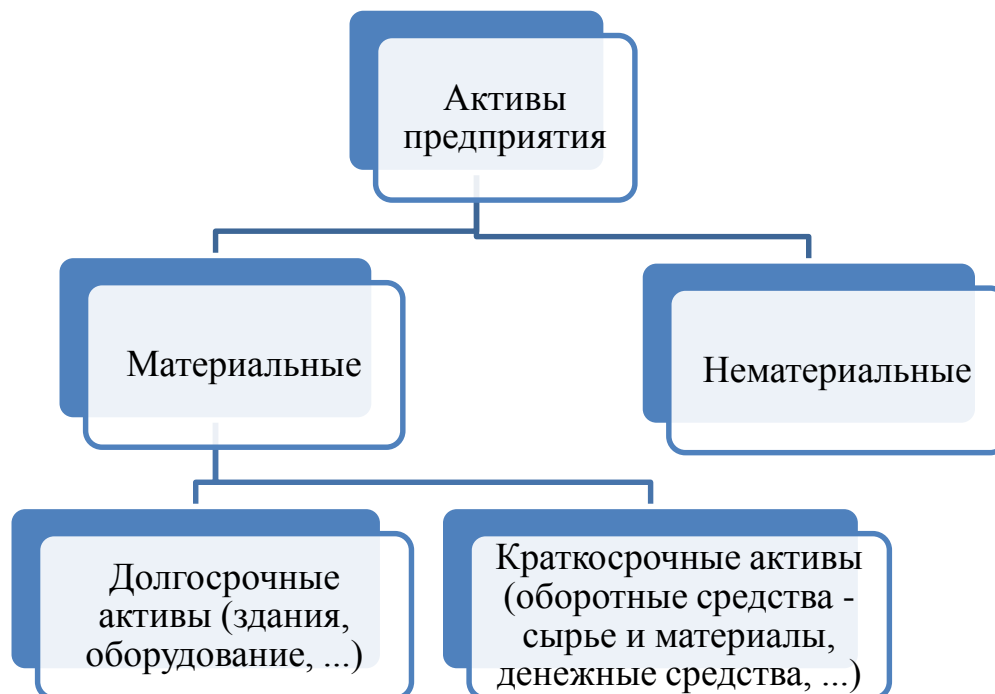 Активы
предприятия
Материальные
Нематериальные
Долгосрочные
активы (здания,
оборудование, ...)
Краткосрочные активы
(оборотные средства -
сырье и материалы,
денежные средства, ...)